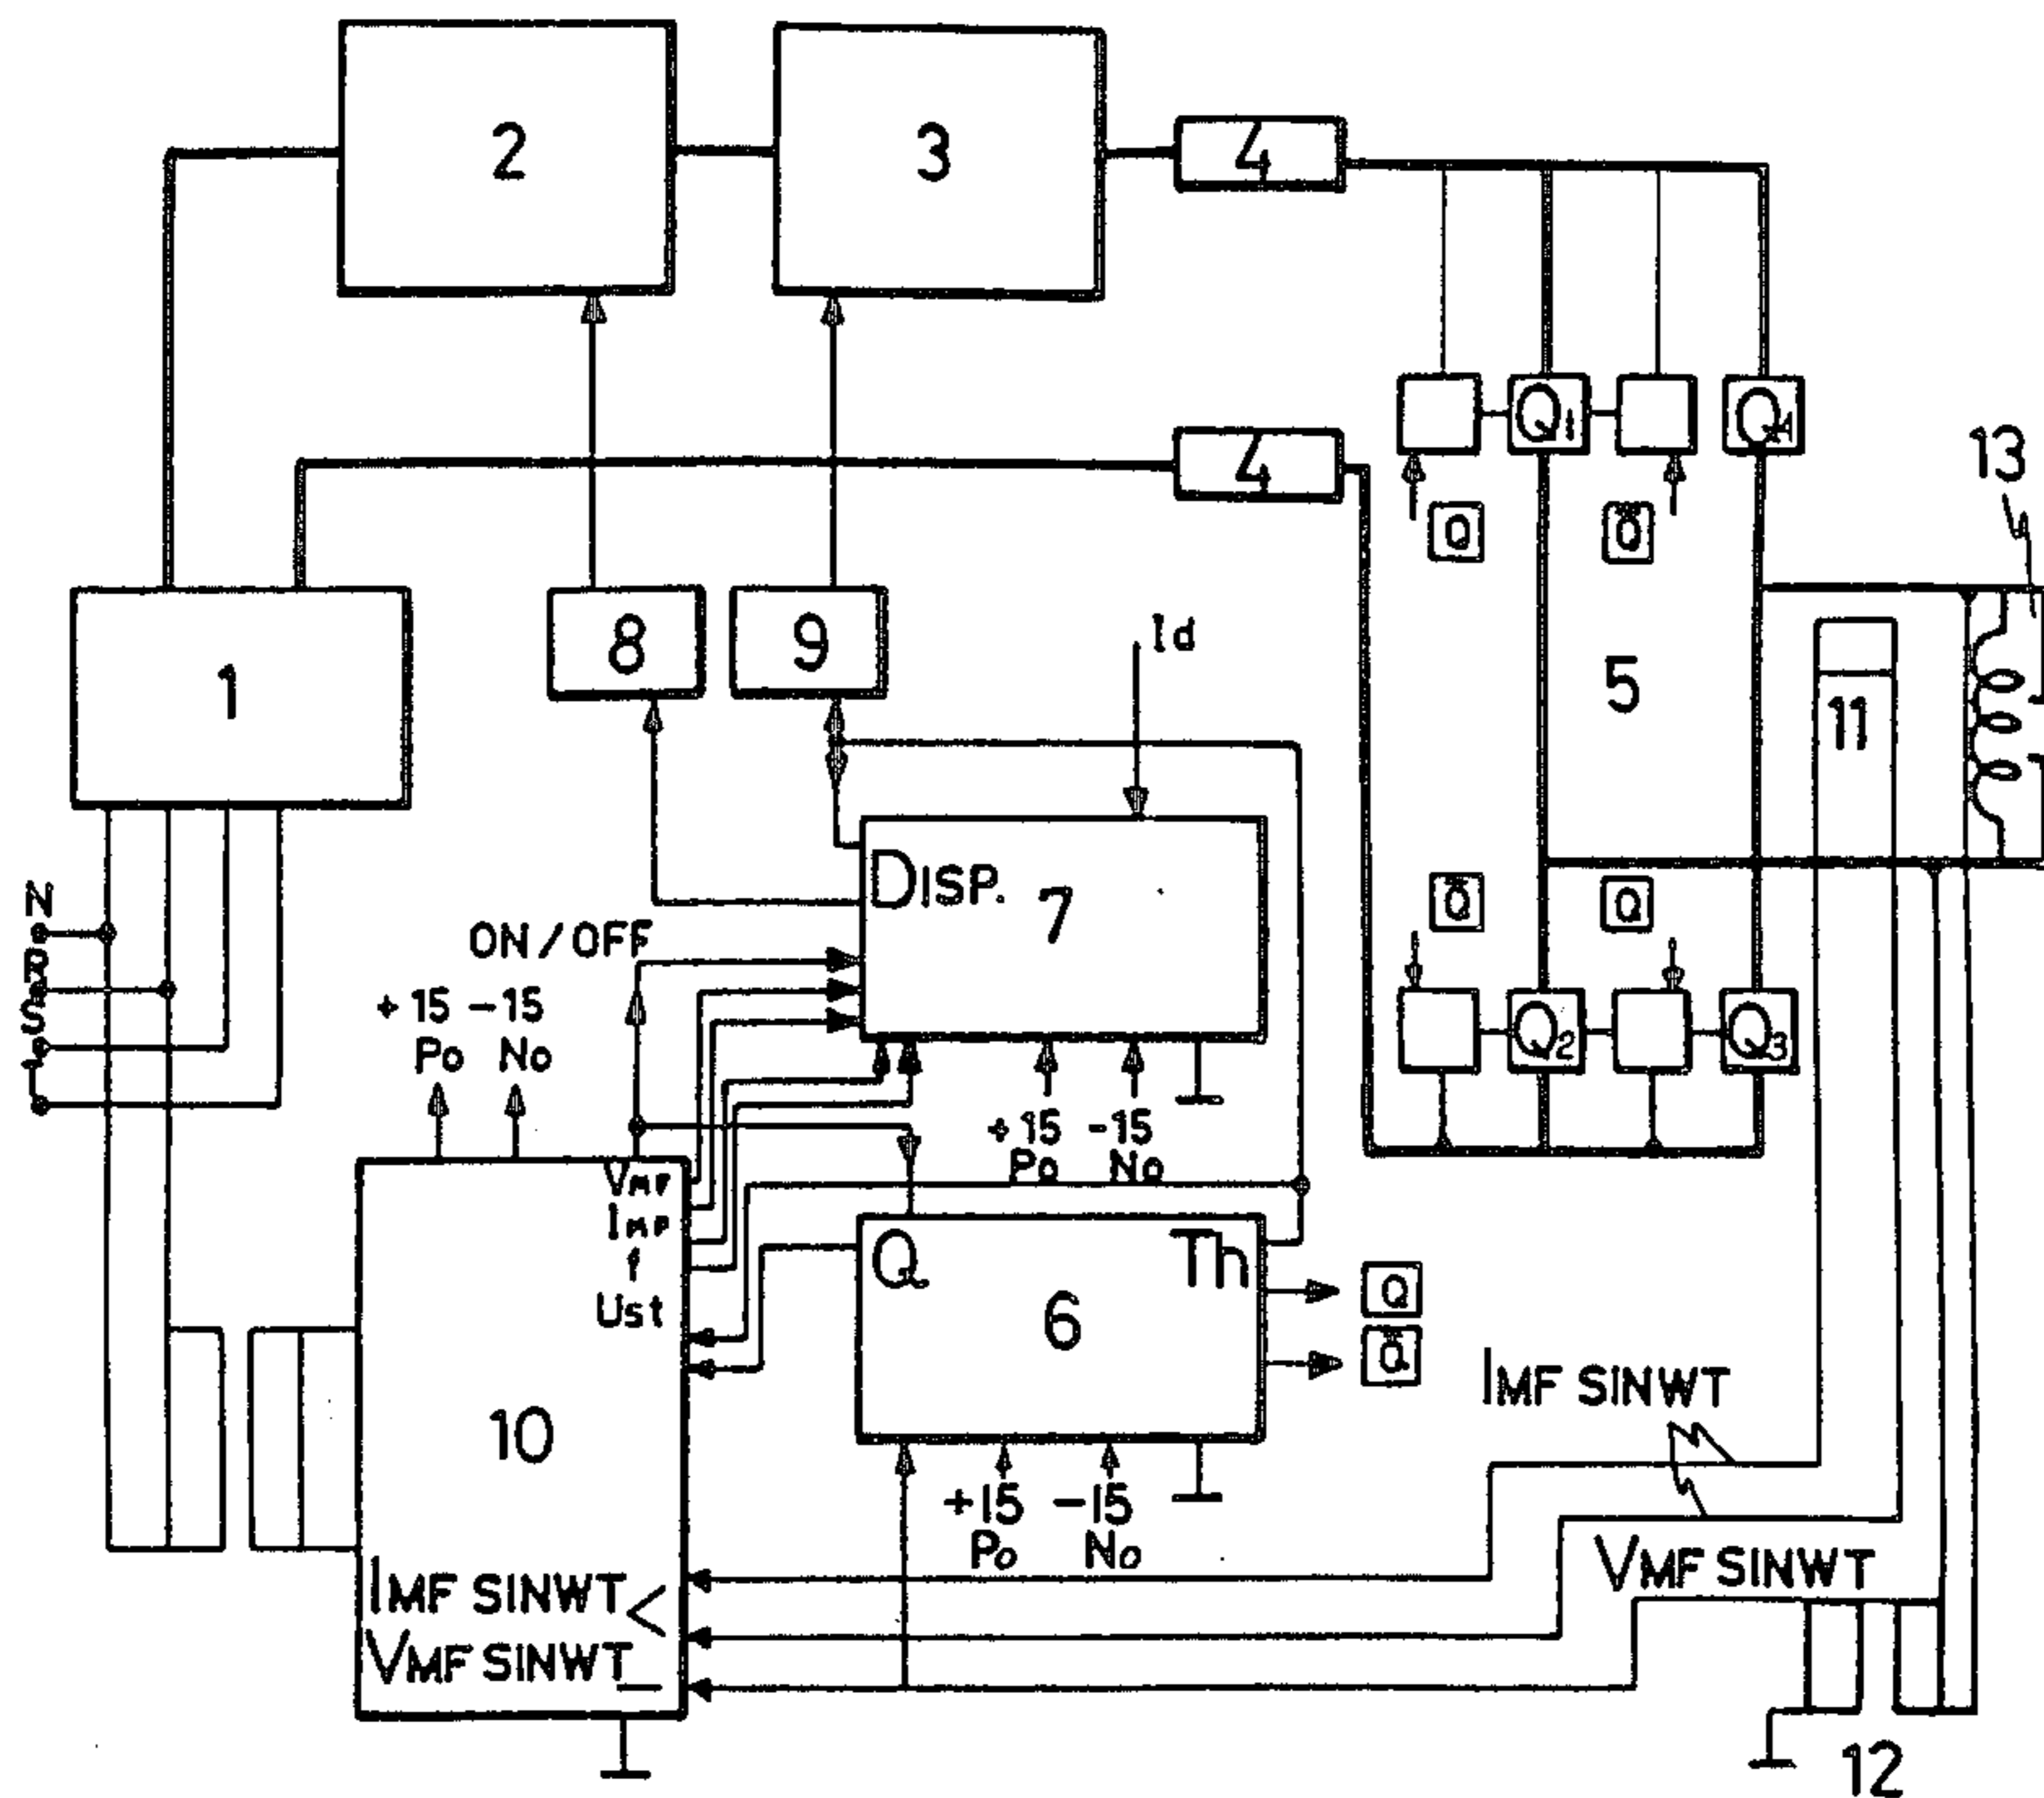 2
3
4
4
Q1
Q4
13
Q
Q̅
1
8
9
Id
5
11
DISP.
7
N
R
S
ON/OFF
+15 -15
Po No
Q̅
Q
Q2
Q3
+15 -15
Po No
VMF
IMF
f
Ust
Q
Th
6
Q
Q̅
10
IMF SINWT
+15 -15
Po No
VMF SINWT
IMF SINWT
VMF SINWT
12